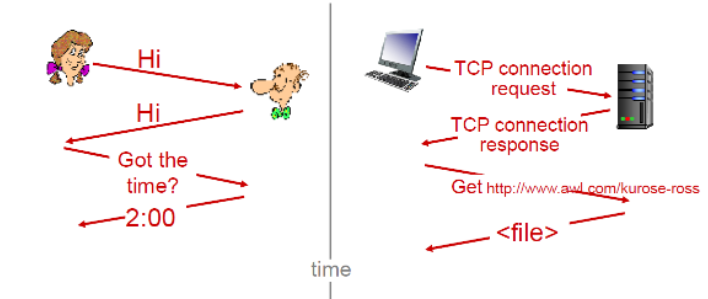 Hi
Hi
Got the
time?
2:00
time
TCP connection
request
TCP connection
response
Get http://www.awl.com/kurose-ross
<file>